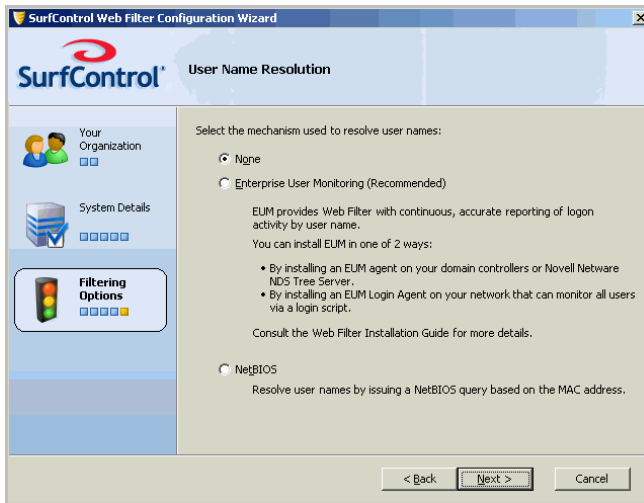 SurfControl Web Filter Configuration Wizard
SurfControl
User Name Resolution
Your
Organization
System Details
Filtering
Options
Select the mechanism used to resolve user names:
None
Enterprise User Monitoring (Recommended)
EUM provides Web Filter with continuous, accurate reporting of logon
activity by user name.
You can install EUM in one of 2 ways:
• By installing an EUM agent on your domain controllers or Novell Netware
NDS Tree Server.
• By installing an EUM Login Agent on your network that can monitor all users
via a login script.
Consult the Web Filter Installation Guide for more details.
NetBIOS
Resolve user names by issuing a NetBIOS query based on the MAC address.
< Back
Next >
Cancel